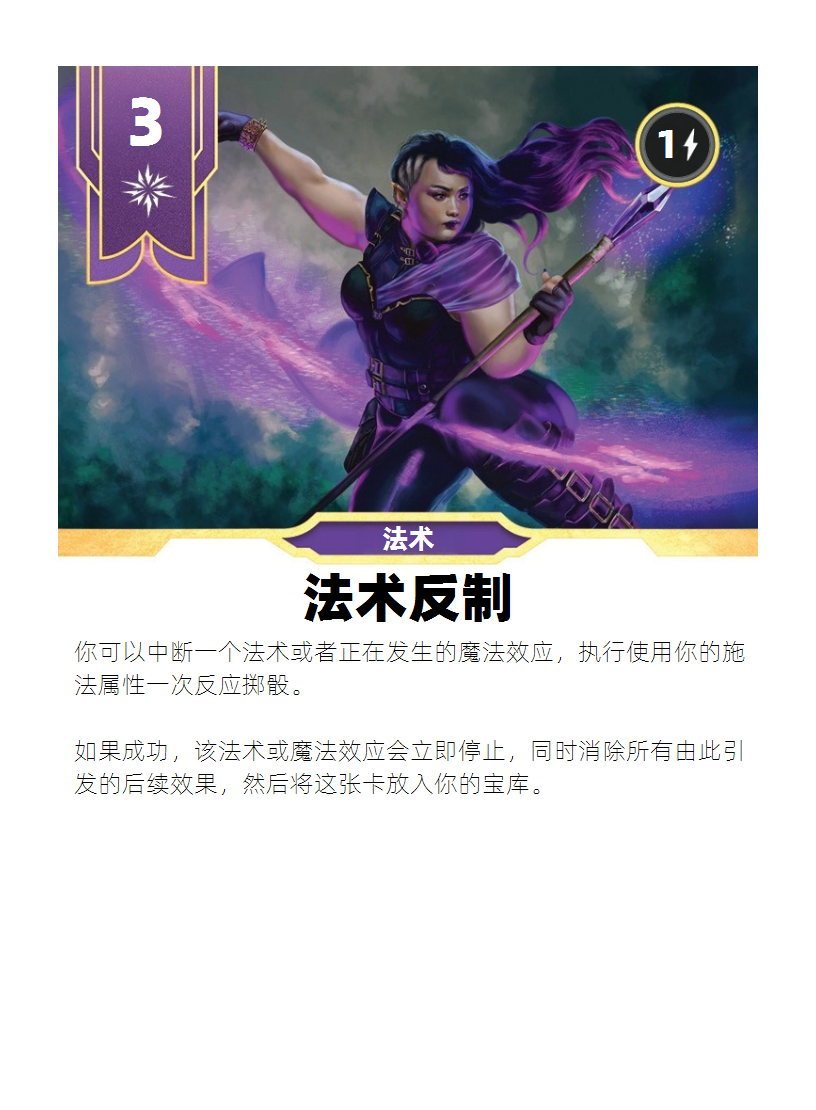 3
1
法术
法术反制
你可以中断一个法术或者正在发生的魔法效应，执行使用你的施
法属性一次反应掷骰。
如果成功，该法术或魔法效应会立即停止，同时消除所有由此引
发的后续效果，然后将这张卡放入你的宝库。